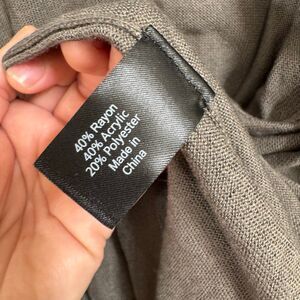 40% Rayon
40% Acrylic
20% Polyester
Made in
China